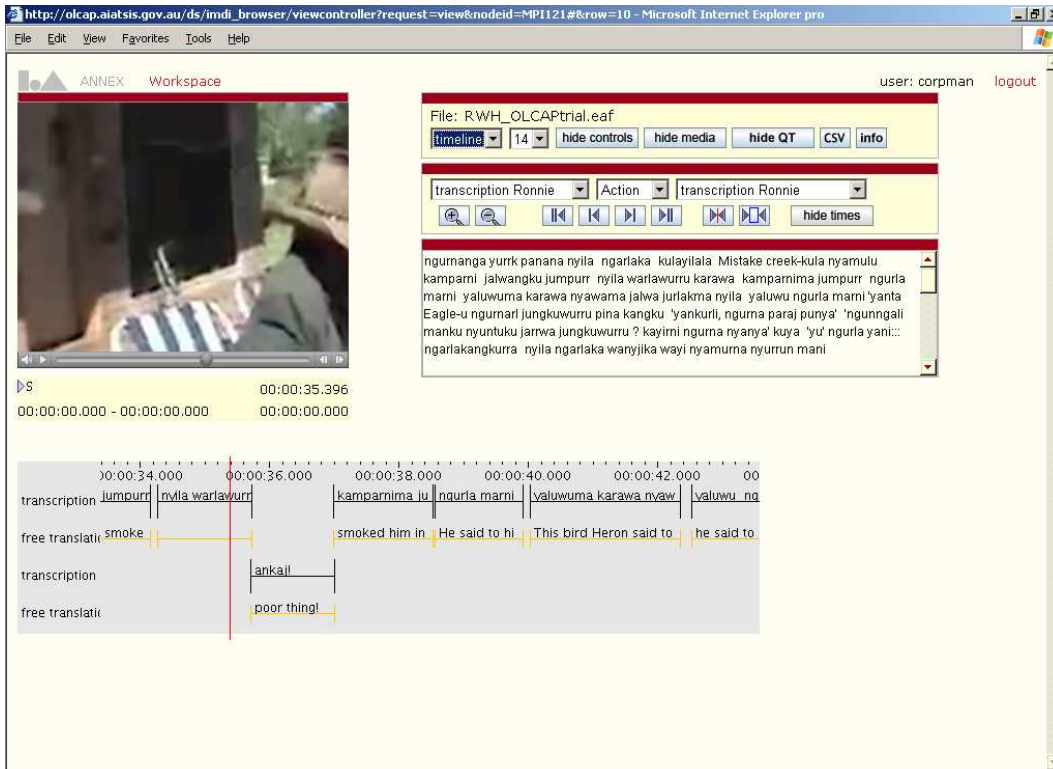 http://olcap.aiatsis.gov.au/ds/imdi_browser/viewcontroller?request=view&nodeid=MPI121#&row=10 - Microsoft Internet Explorer pro
File Edit View Favorites Tools Help
ANNEX Workspace user: corpman logout
File: RWH_OLCAPtrial.eaf
timeline 14 hide controls hide media hide QT CSV info
transcription Ronnie Action transcription Ronnie
hide times
ngurnanga yurrk panana nyila ngarlaka kulayilala Mistake creek-kula nyamulu
kamparni jalwangku jumpurr nyila warlawurru karawa kamparnima jumpurr ngurla
marni yaluwuma karawa nyawama jalwa jurlakma nyila yaluwu ngurla marni 'yanta
Eagle-u ngurnarl jungkuwurru pina kangku 'yankurli, ngurna paraj punya' 'ngunngali
manku nyuntuku jarrwa jungkuwurru ? kayirni ngurna nyanya' kuya 'yu' ngurla yani:::
ngarlakangkurra nyila ngarlaka wanyjika wayi nyamurna nyurrun mani
S 00:00:35.396
00:00:00.000 - 00:00:00.000 00:00:00.000
00:00:34.000 00:00:36.000 00:00:38.000 00:00:40.000 00:00:42.000 00
transcription jumpurr nyila warlawurr kamparnima ju ngurla marni yaluwuma karawa nyaw yaluwu ng
free translatic smoke smoked him in He said to hi This bird Heron said to he said to
transcription ankaj!
free translatic poor thing!